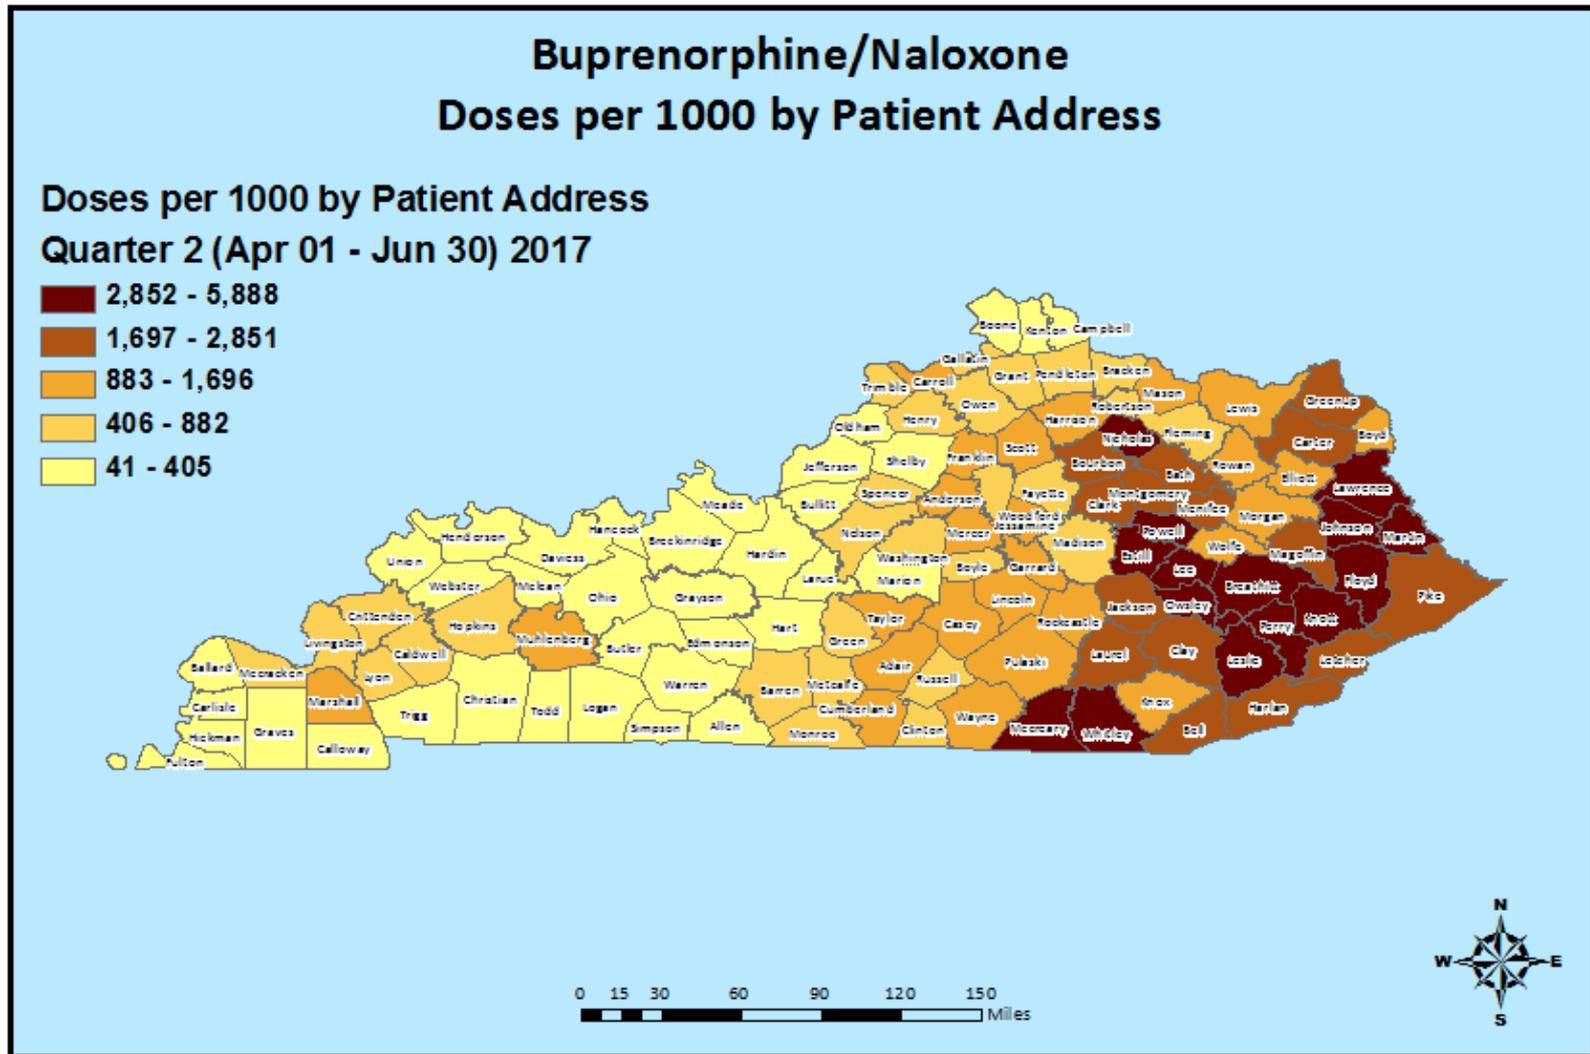 Buprenorphine/Naloxone
Doses per 1000 by Patient Address
Doses per 1000 by Patient Address
Quarter 2 (Apr 01 - Jun 30) 2017
2,852 - 5,888
1,697 - 2,851
883 - 1,696
406 - 882
41 - 405
Boone
Kenton
Campbell
Gallatin
Grant
Pendleton
Bracken
Trimble
Carroll
Mason
Owen
Robertson
Lewis
Greenup
Henry
Harrison
Oldham
Nicholas
Fleming
Boyd
Carter
Scott
Shelby
Franklin
Jefferson
Bourbon
Rowan
Bath
Elliott
Lawrence
Spencer
Anderson
Fayette
Montgomery
Bullitt
Clark
Menifee
Meade
Woodford
Morgan
Jessamine
Johnson
Martin
Hancock
Nelson
Mercer
Powell
Henderson
Breckinridge
Madison
Wolfe
Magoffin
Daviess
Hardin
Washington
Estill
Union
Boyle
Garrard
Lee
Larue
Marion
Floyd
Webster
Mclean
Breathitt
Ohio
Grayson
Pike
Lincoln
Jackson
Owsley
Crittenden
Taylor
Knott
Hopkins
Hart
Casey
Rockcastle
Perry
Muhlenberg
Green
Livingston
Edmonson
Butler
Caldwell
Laurel
Clay
Leslie
Letcher
Pulaski
Ballard
Mccracken
Adair
Lyon
Warren
Russell
Barren
Metcalfe
Marshall
Christian
Knox
Carlisle
Logan
Cumberland
Harlan
Todd
Trigg
Wayne
Allen
Simpson
Clinton
Mccreary
Whitley
Bell
Graves
Hickman
Monroe
Calloway
Fulton
N
W
E
S
0 15 30 60 90 120 150
Miles